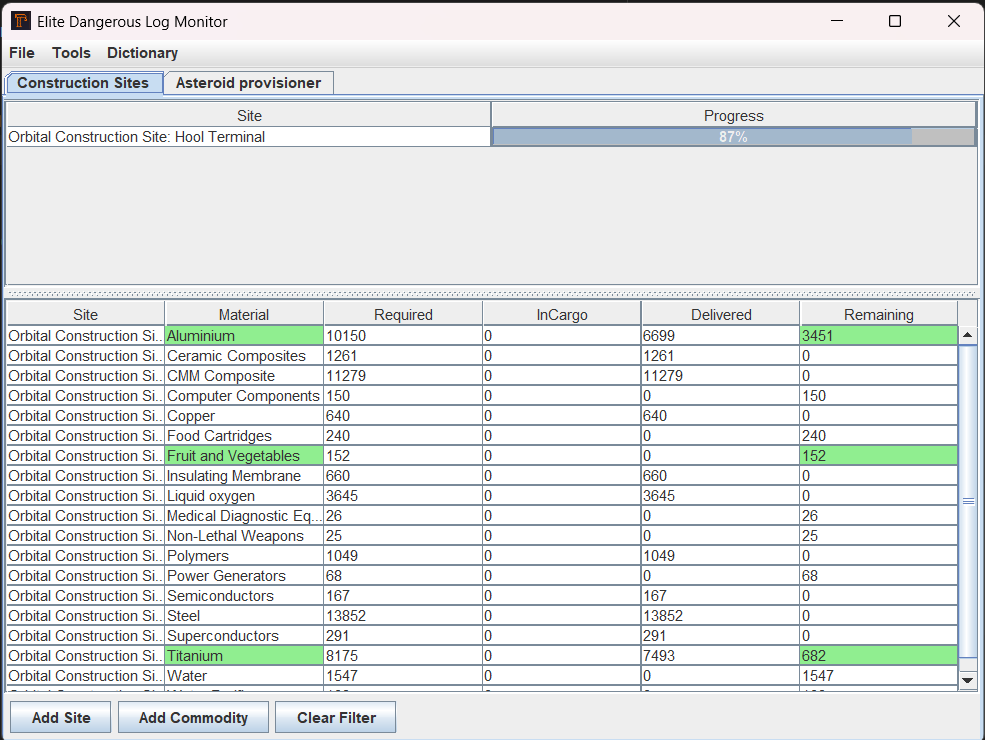 Elite Dangerous Log Monitor
File Tools Dictionary
Construction Sites Asteroid provisioner
Site Progress
Orbital Construction Site: Hool Terminal 87%
Site Material Required InCargo Delivered Remaining
Orbital Construction Si... Aluminium 10150 0 6699 3451
Orbital Construction Si... Ceramic Composites 1261 0 1261 0
Orbital Construction Si... CMM Composite 11279 0 11279 0
Orbital Construction Si... Computer Components 150 0 0 150
Orbital Construction Si... Copper 640 0 640 0
Orbital Construction Si... Food Cartridges 240 0 0 240
Orbital Construction Si... Fruit and Vegetables 152 0 0 152
Orbital Construction Si... Insulating Membrane 660 0 660 0
Orbital Construction Si... Liquid oxygen 3645 0 3645 0
Orbital Construction Si... Medical Diagnostic Eq... 26 0 0 26
Orbital Construction Si... Non-Lethal Weapons 25 0 0 25
Orbital Construction Si... Polymers 1049 0 1049 0
Orbital Construction Si... Power Generators 68 0 0 68
Orbital Construction Si... Semiconductors 167 0 167 0
Orbital Construction Si... Steel 13852 0 13852 0
Orbital Construction Si... Superconductors 291 0 291 0
Orbital Construction Si... Titanium 8175 0 7493 682
Orbital Construction Si... Water 1547 0 0 1547
Add Site Add Commodity Clear Filter